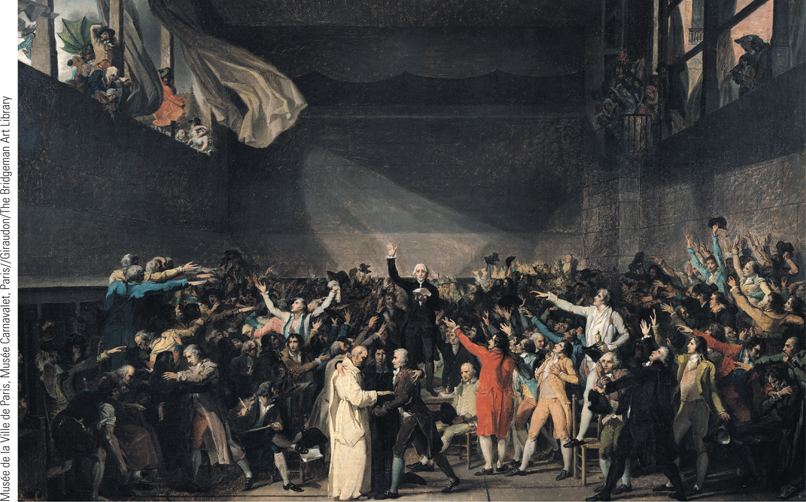 Musée de la Ville de Paris, Musée Carnavalet, Paris//Giraudon/The Bridgeman Art Library